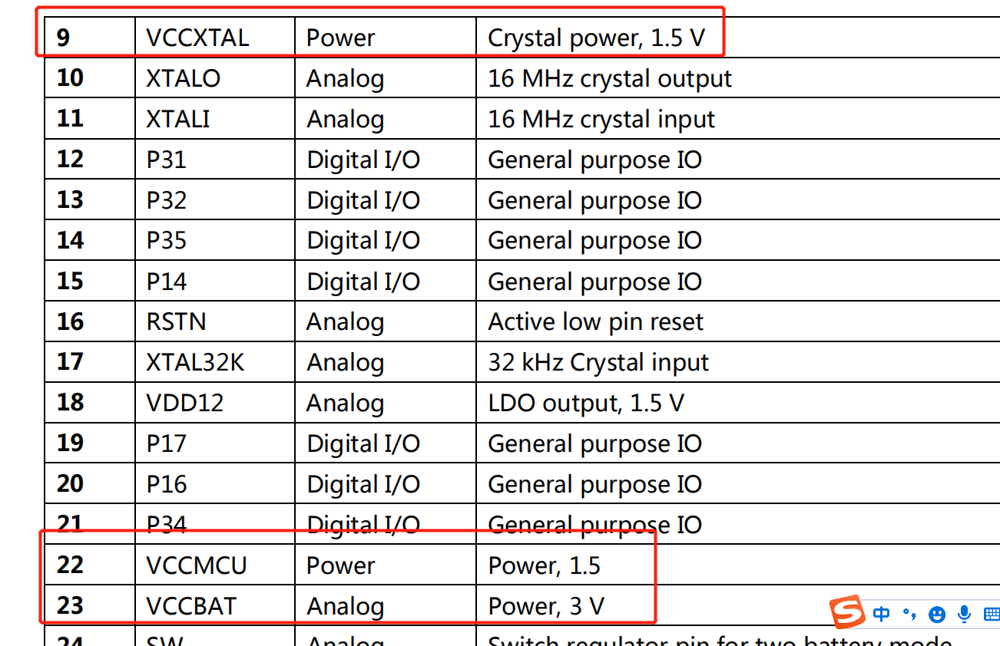 9 VCCXTAL Power Crystal power, 1.5 V
10 XTALO Analog 16 MHz crystal output
11 XTALI Analog 16 MHz crystal input
12 P31 Digital I/O General purpose IO
13 P32 Digital I/O General purpose IO
14 P35 Digital I/O General purpose IO
15 P14 Digital I/O General purpose IO
16 RSTN Analog Active low pin reset
17 XTAL32K Analog 32 kHz Crystal input
18 VDD12 Analog LDO output, 1.5 V
19 P17 Digital I/O General purpose IO
20 P16 Digital I/O General purpose IO
21 P34 Digital I/O General purpose IO
22 VCCMCU Power Power, 1.5
23 VCCBAT Analog Power, 3 V
S 中
24 SW Analog Switch regulator pin for two battery mode